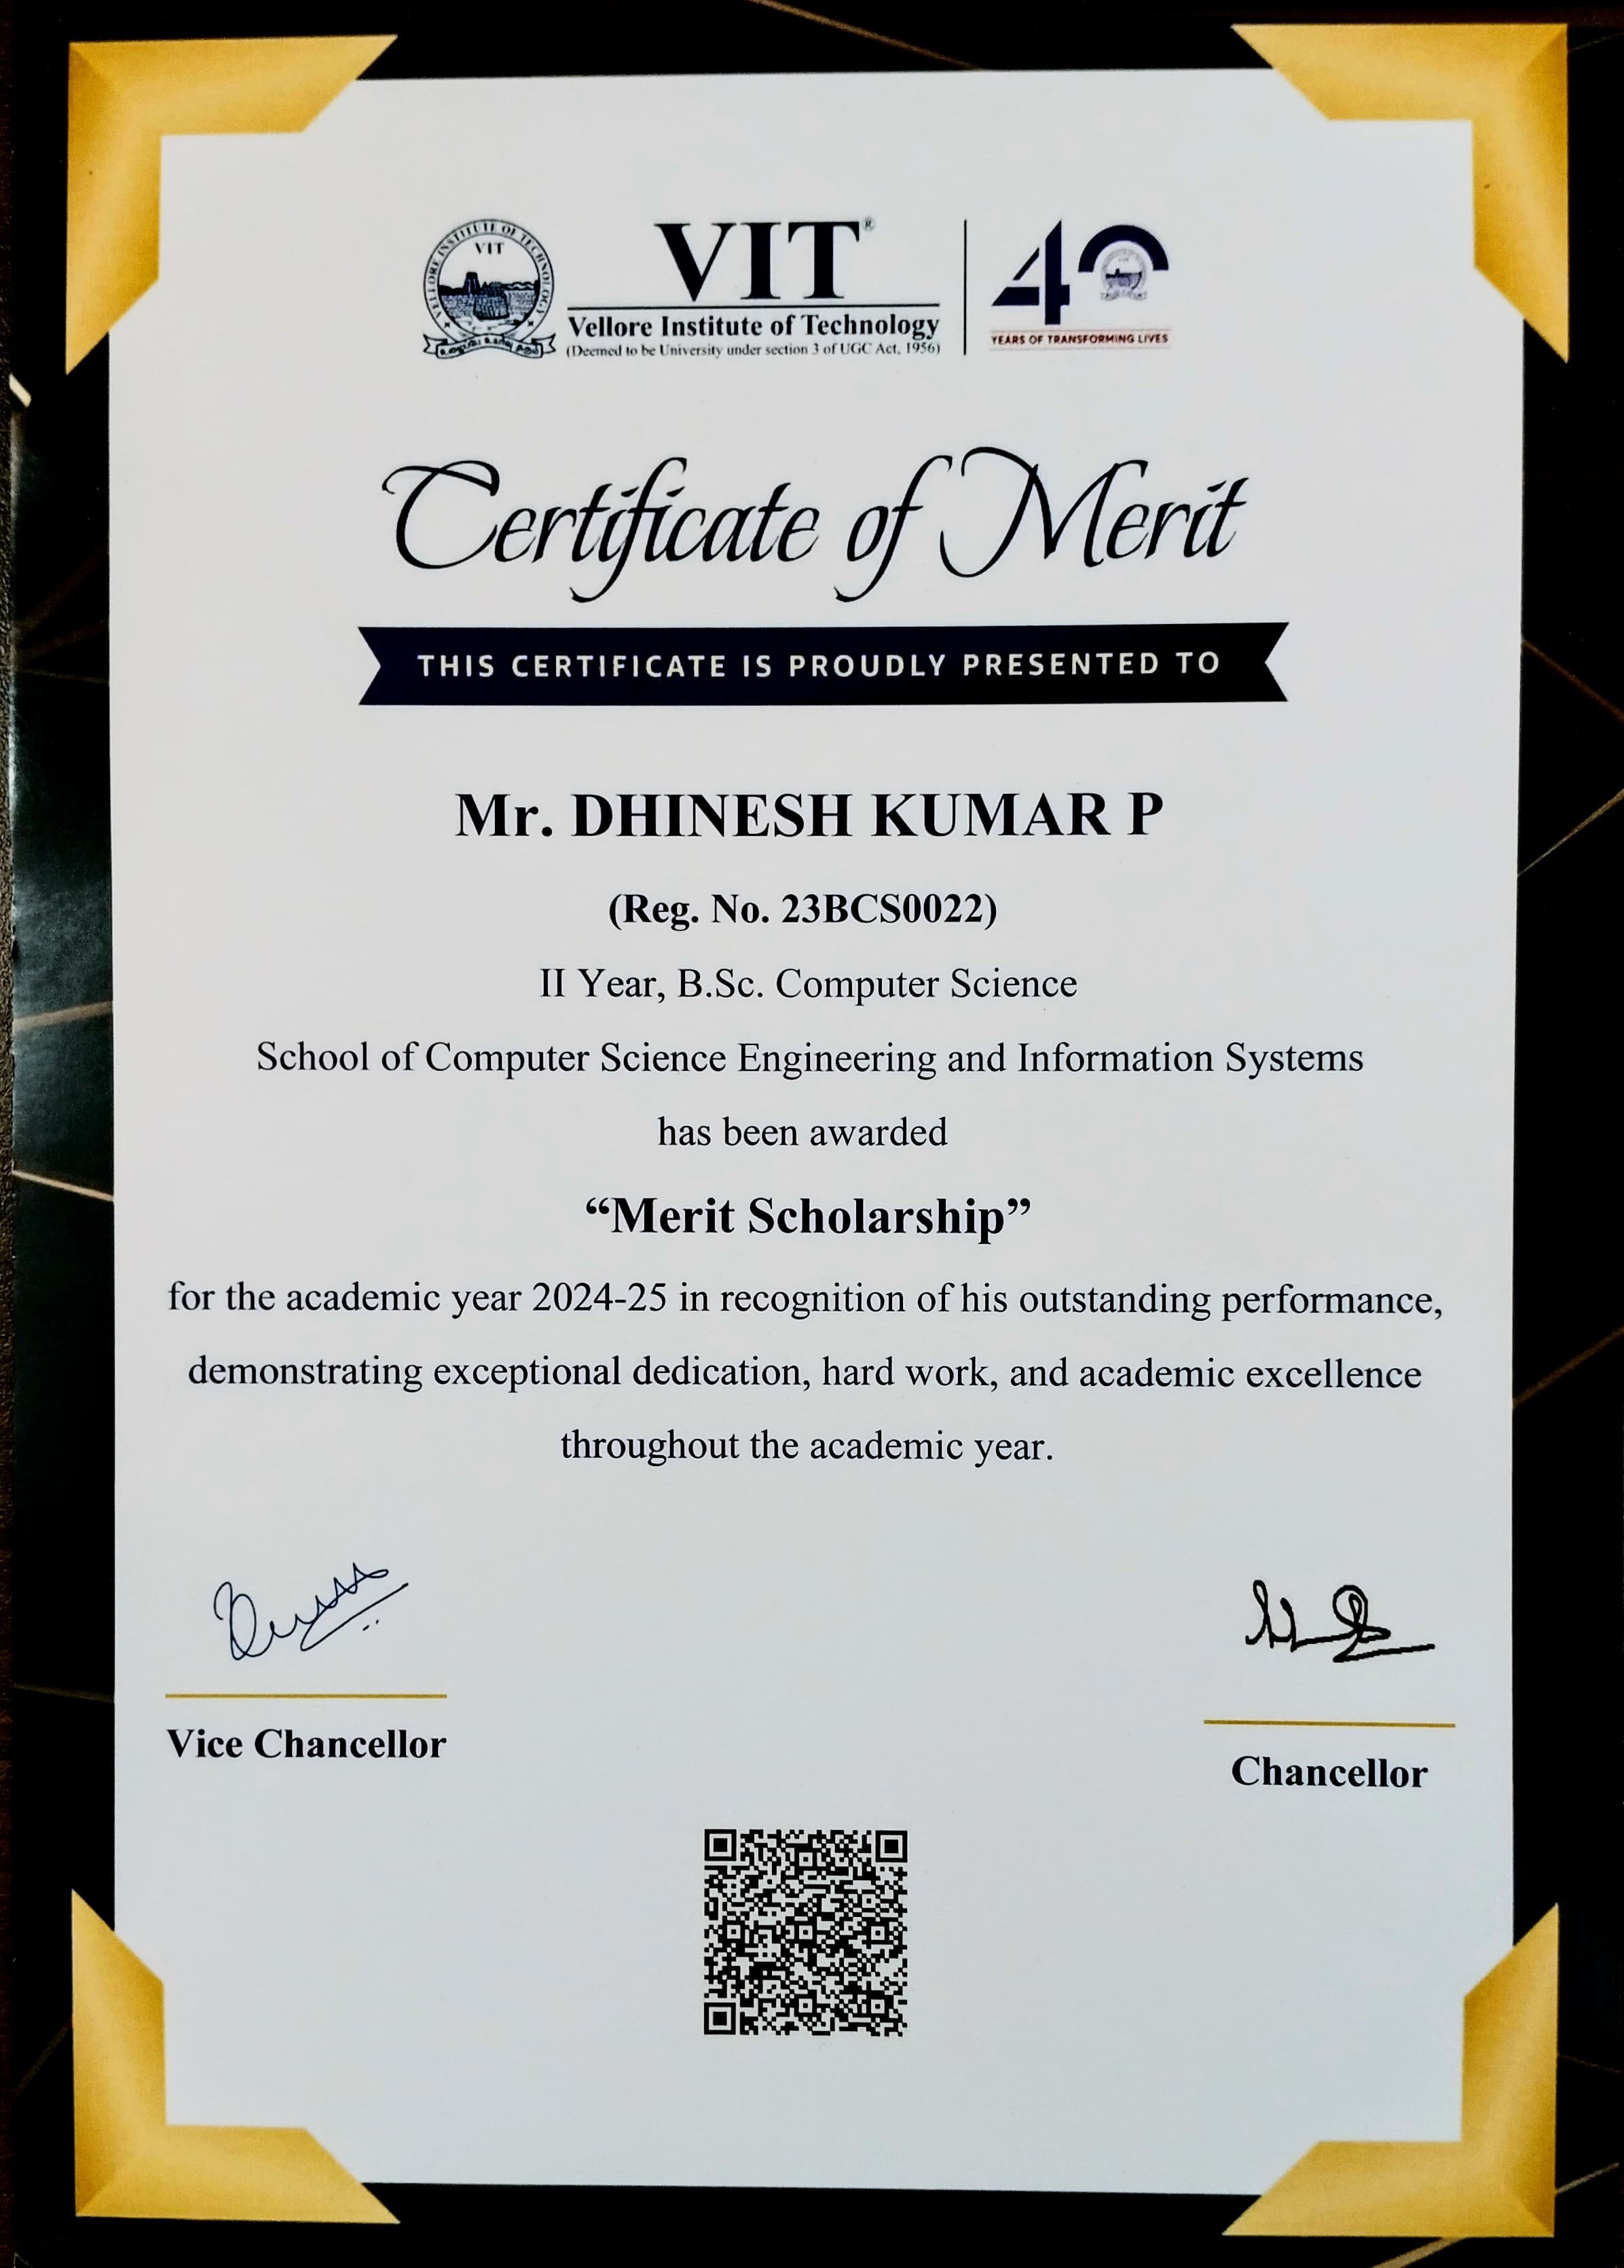 VELLORE INSTITUTE OF TECHNOLOGY
VIT
VIT®
Vellore Institute of Technology
(Deemed to be University under section 3 of UGC Act, 1956)
40
YEARS OF TRANSFORMING LIVES
Certificate of Merit
THIS CERTIFICATE IS PROUDLY PRESENTED TO
Mr. DHINESH KUMAR P
(Reg. No. 23BCS0022)
II Year, B.Sc. Computer Science
School of Computer Science Engineering and Information Systems
has been awarded
“Merit Scholarship”
for the academic year 2024-25 in recognition of his outstanding performance,
demonstrating exceptional dedication, hard work, and academic excellence
throughout the academic year.
Vice Chancellor
Chancellor